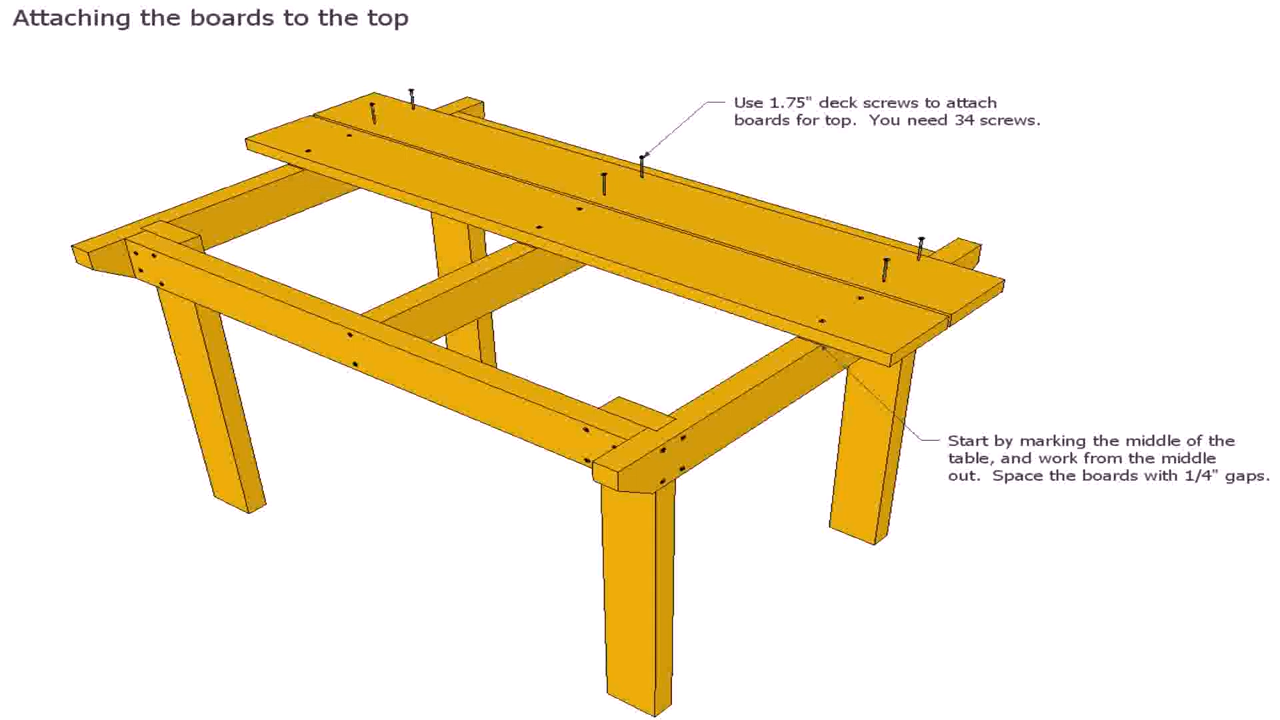 Attaching the boards to the top
Use 1.75" deck screws to attach
boards for top.  You need 34 screws.
Start by marking the middle of the
table, and work from the middle
out.  Space the boards with 1/4" gaps.